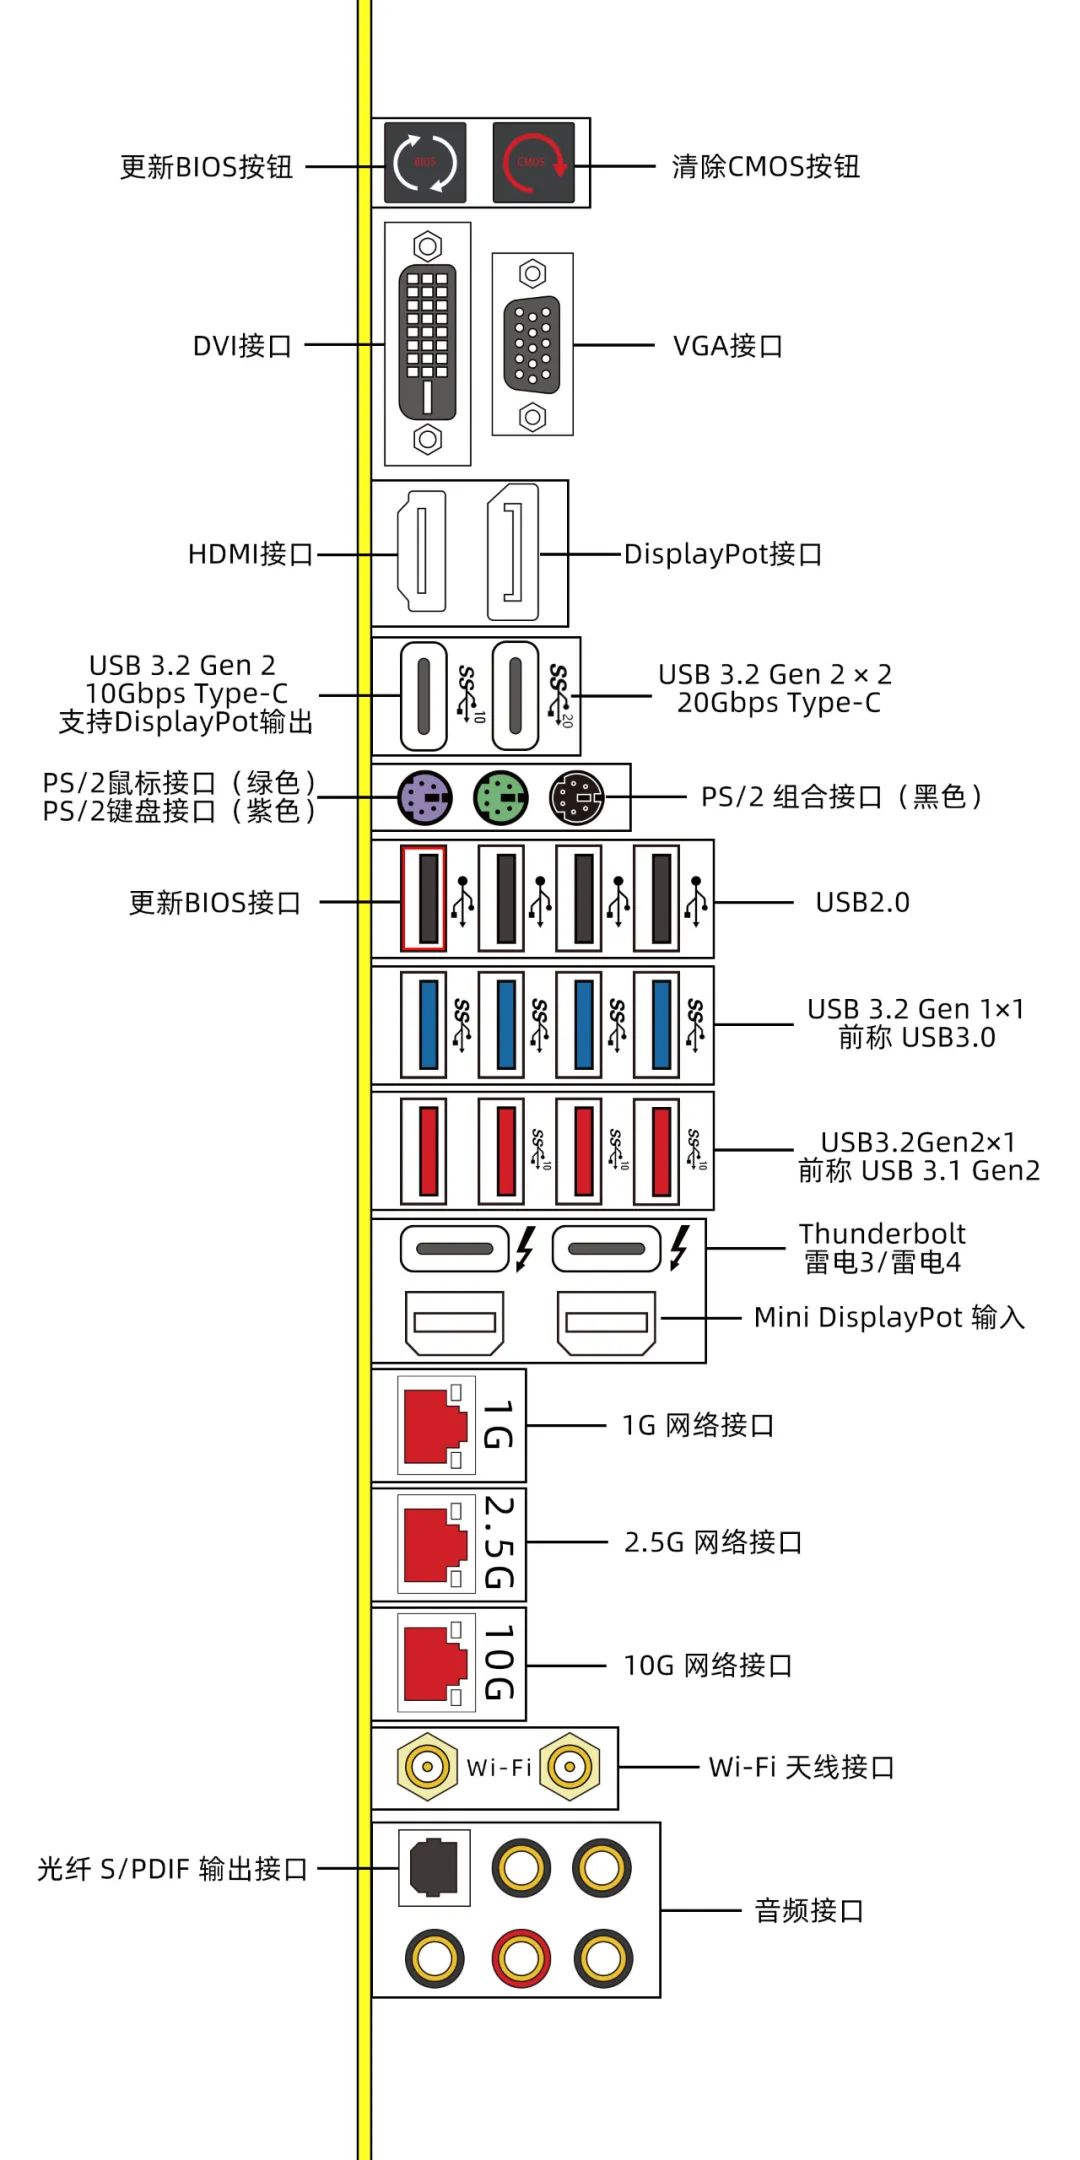 更新BIOS按钮
BIOS
CMOS
清除CMOS按钮
DVI接口
VGA接口
HDMI接口
DisplayPot接口
USB 3.2 Gen 2
10Gbps Type-C
支持DisplayPot输出
SS
10
SS
20
USB 3.2 Gen 2 × 2
20Gbps Type-C
PS/2鼠标接口（绿色）
PS/2键盘接口（紫色）
PS/2 组合接口（黑色）
更新BIOS接口
USB2.0
SS
SS
SS
SS
USB 3.2 Gen 1×1
前称 USB3.0
SS
10
SS
10
SS
10
USB3.2Gen2×1
前称 USB 3.1 Gen2
Thunderbolt
雷电3/雷电4
Mini DisplayPot 输入
1G
1G 网络接口
2.5G
2.5G 网络接口
10G
10G 网络接口
Wi-Fi
Wi-Fi 天线接口
光纤 S/PDIF 输出接口
音频接口